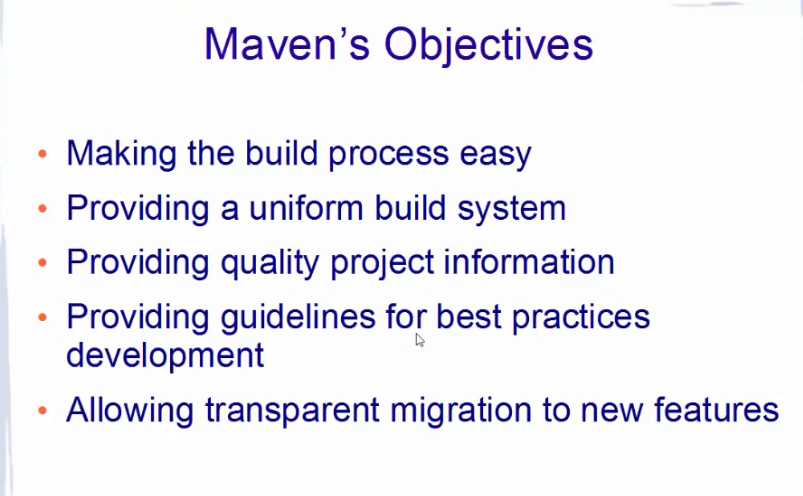 Maven's Objectives
• Making the build process easy
• Providing a uniform build system
• Providing quality project information
• Providing guidelines for best practices
development
• Allowing transparent migration to new features